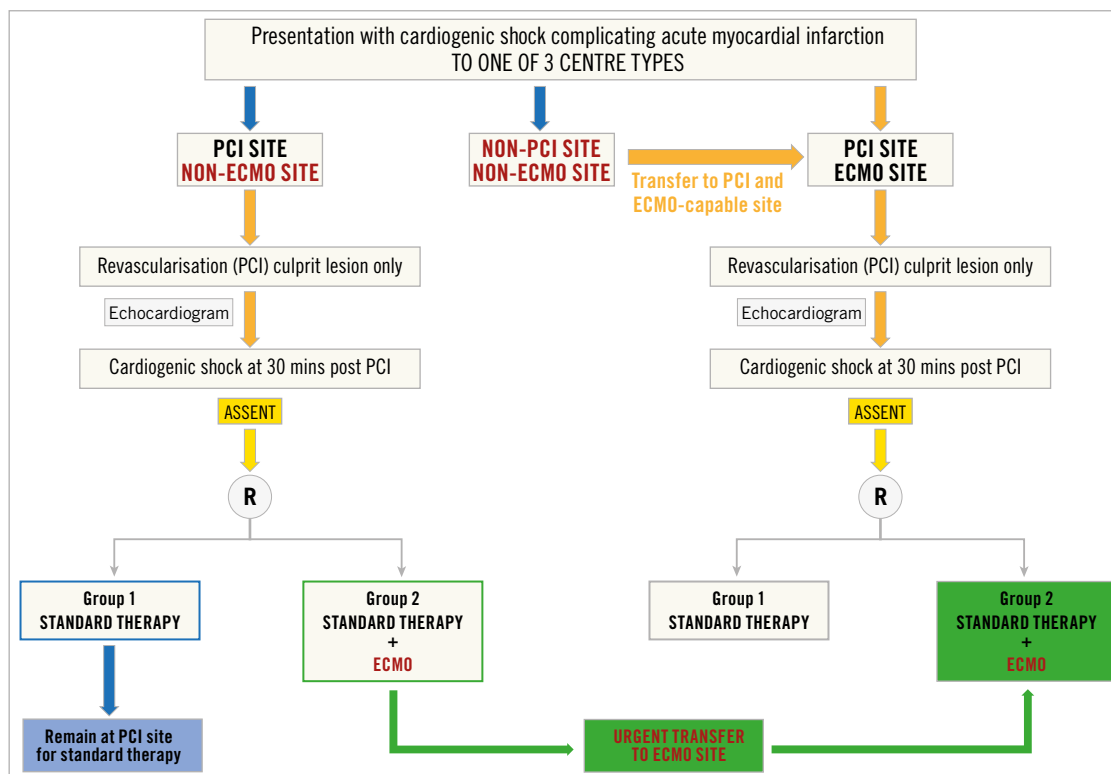 Presentation with cardiogenic shock complicating acute myocardial infarction
TO ONE OF 3 CENTRE TYPES
PCI SITE
NON-ECMO SITE
NON-PCI SITE
NON-ECMO SITE
Transfer to PCI and
ECMO-capable site
PCI SITE
ECMO SITE
Revascularisation (PCI) culprit lesion only
Revascularisation (PCI) culprit lesion only
Echocardiogram
Echocardiogram
Cardiogenic shock at 30 mins post PCI
Cardiogenic shock at 30 mins post PCI
ASSENT
ASSENT
R
R
Group 1
STANDARD THERAPY
Group 2
STANDARD THERAPY
+
ECMO
Group 1
STANDARD THERAPY
Group 2
STANDARD THERAPY
+
ECMO
Remain at PCI site
for standard therapy
URGENT TRANSFER
TO ECMO SITE